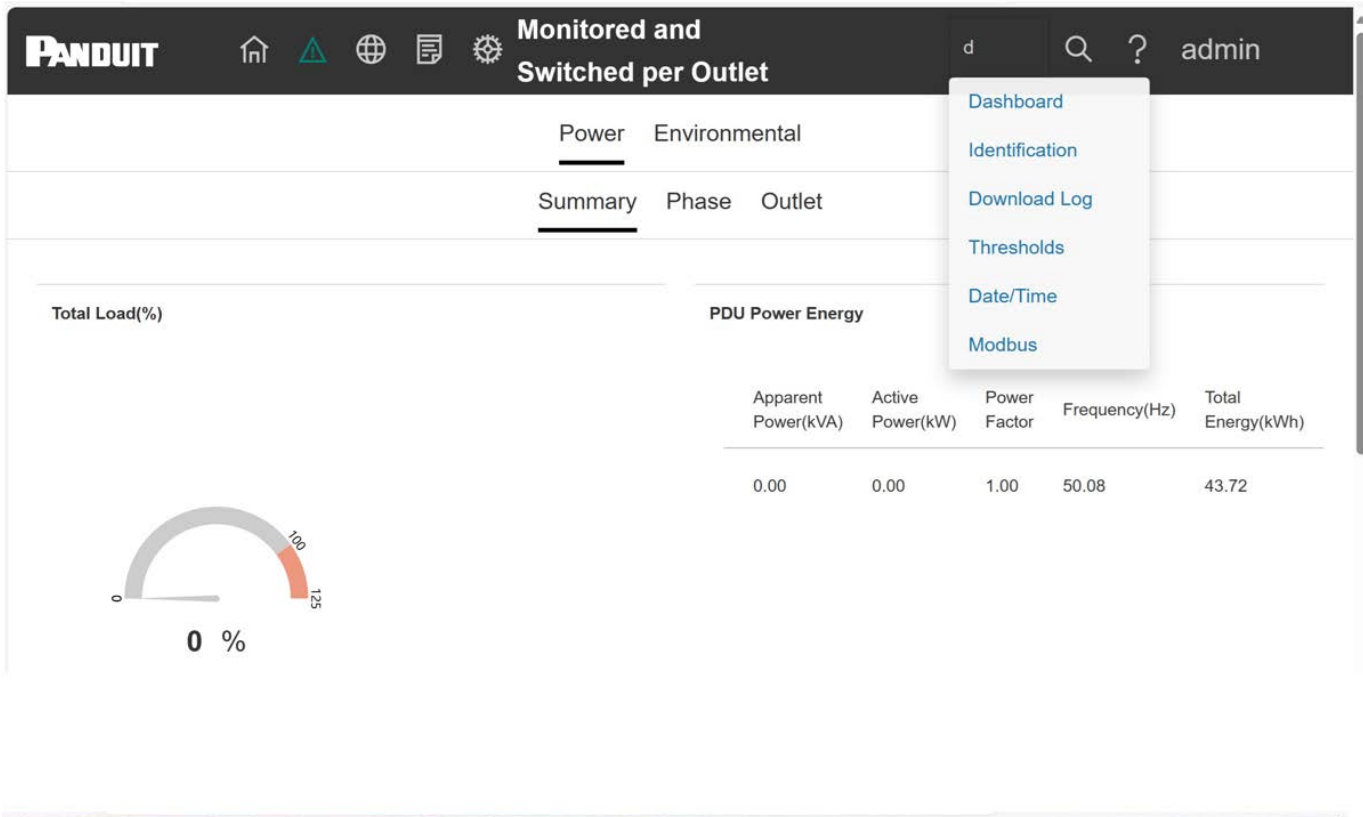 PANDUIT
Monitored and
Switched per Outlet
d
?
admin
Dashboard
Identification
Download Log
Thresholds
Date/Time
Modbus
Power Environmental
Summary Phase Outlet
Total Load(%)
0
100
125
0 %
PDU Power Energy
Apparent Active Power Frequency(Hz) Total
Power(kVA) Power(kW) Factor Energy(kWh)
0.00 0.00 1.00 50.08 43.72